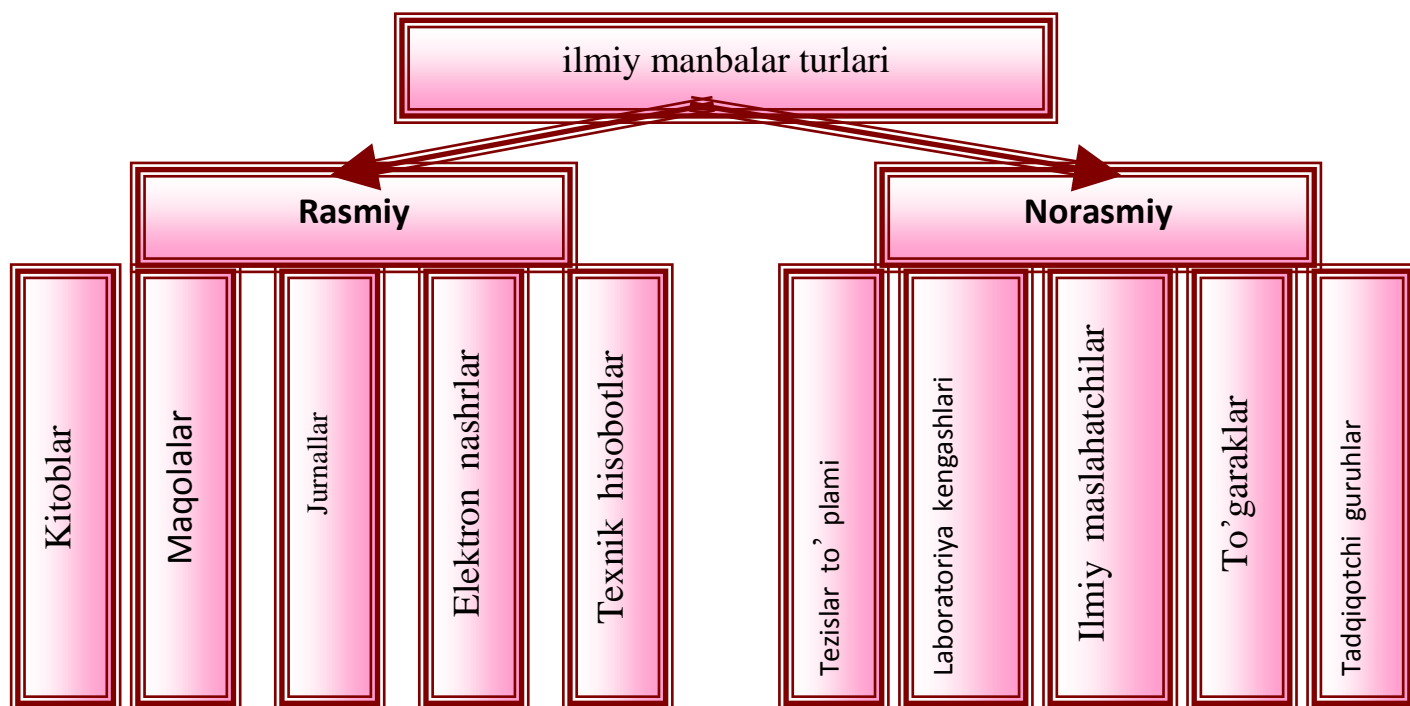 ilmiy manbalar turlari
Rasmiy
Norasmiy
Kitoblar
Maqolalar
Jurnallar
Elektron nashrlar
Texnik hisobotlar
Tezislar to’ plami
Laboratoriya kengashlari
Ilmiy maslahatchilar
To’garaklar
Tadqiqotchi guruhlar